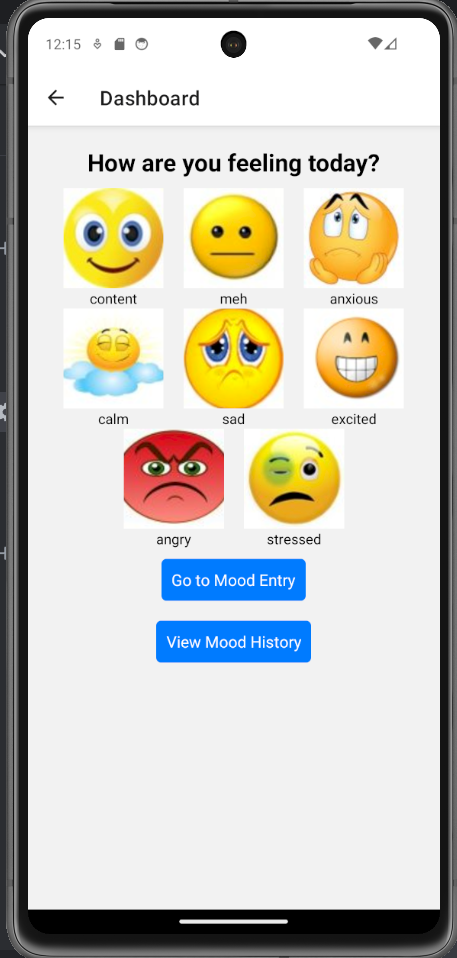 12:15
Dashboard
How are you feeling today?
content meh anxious
calm sad excited
angry stressed
Go to Mood Entry
View Mood History